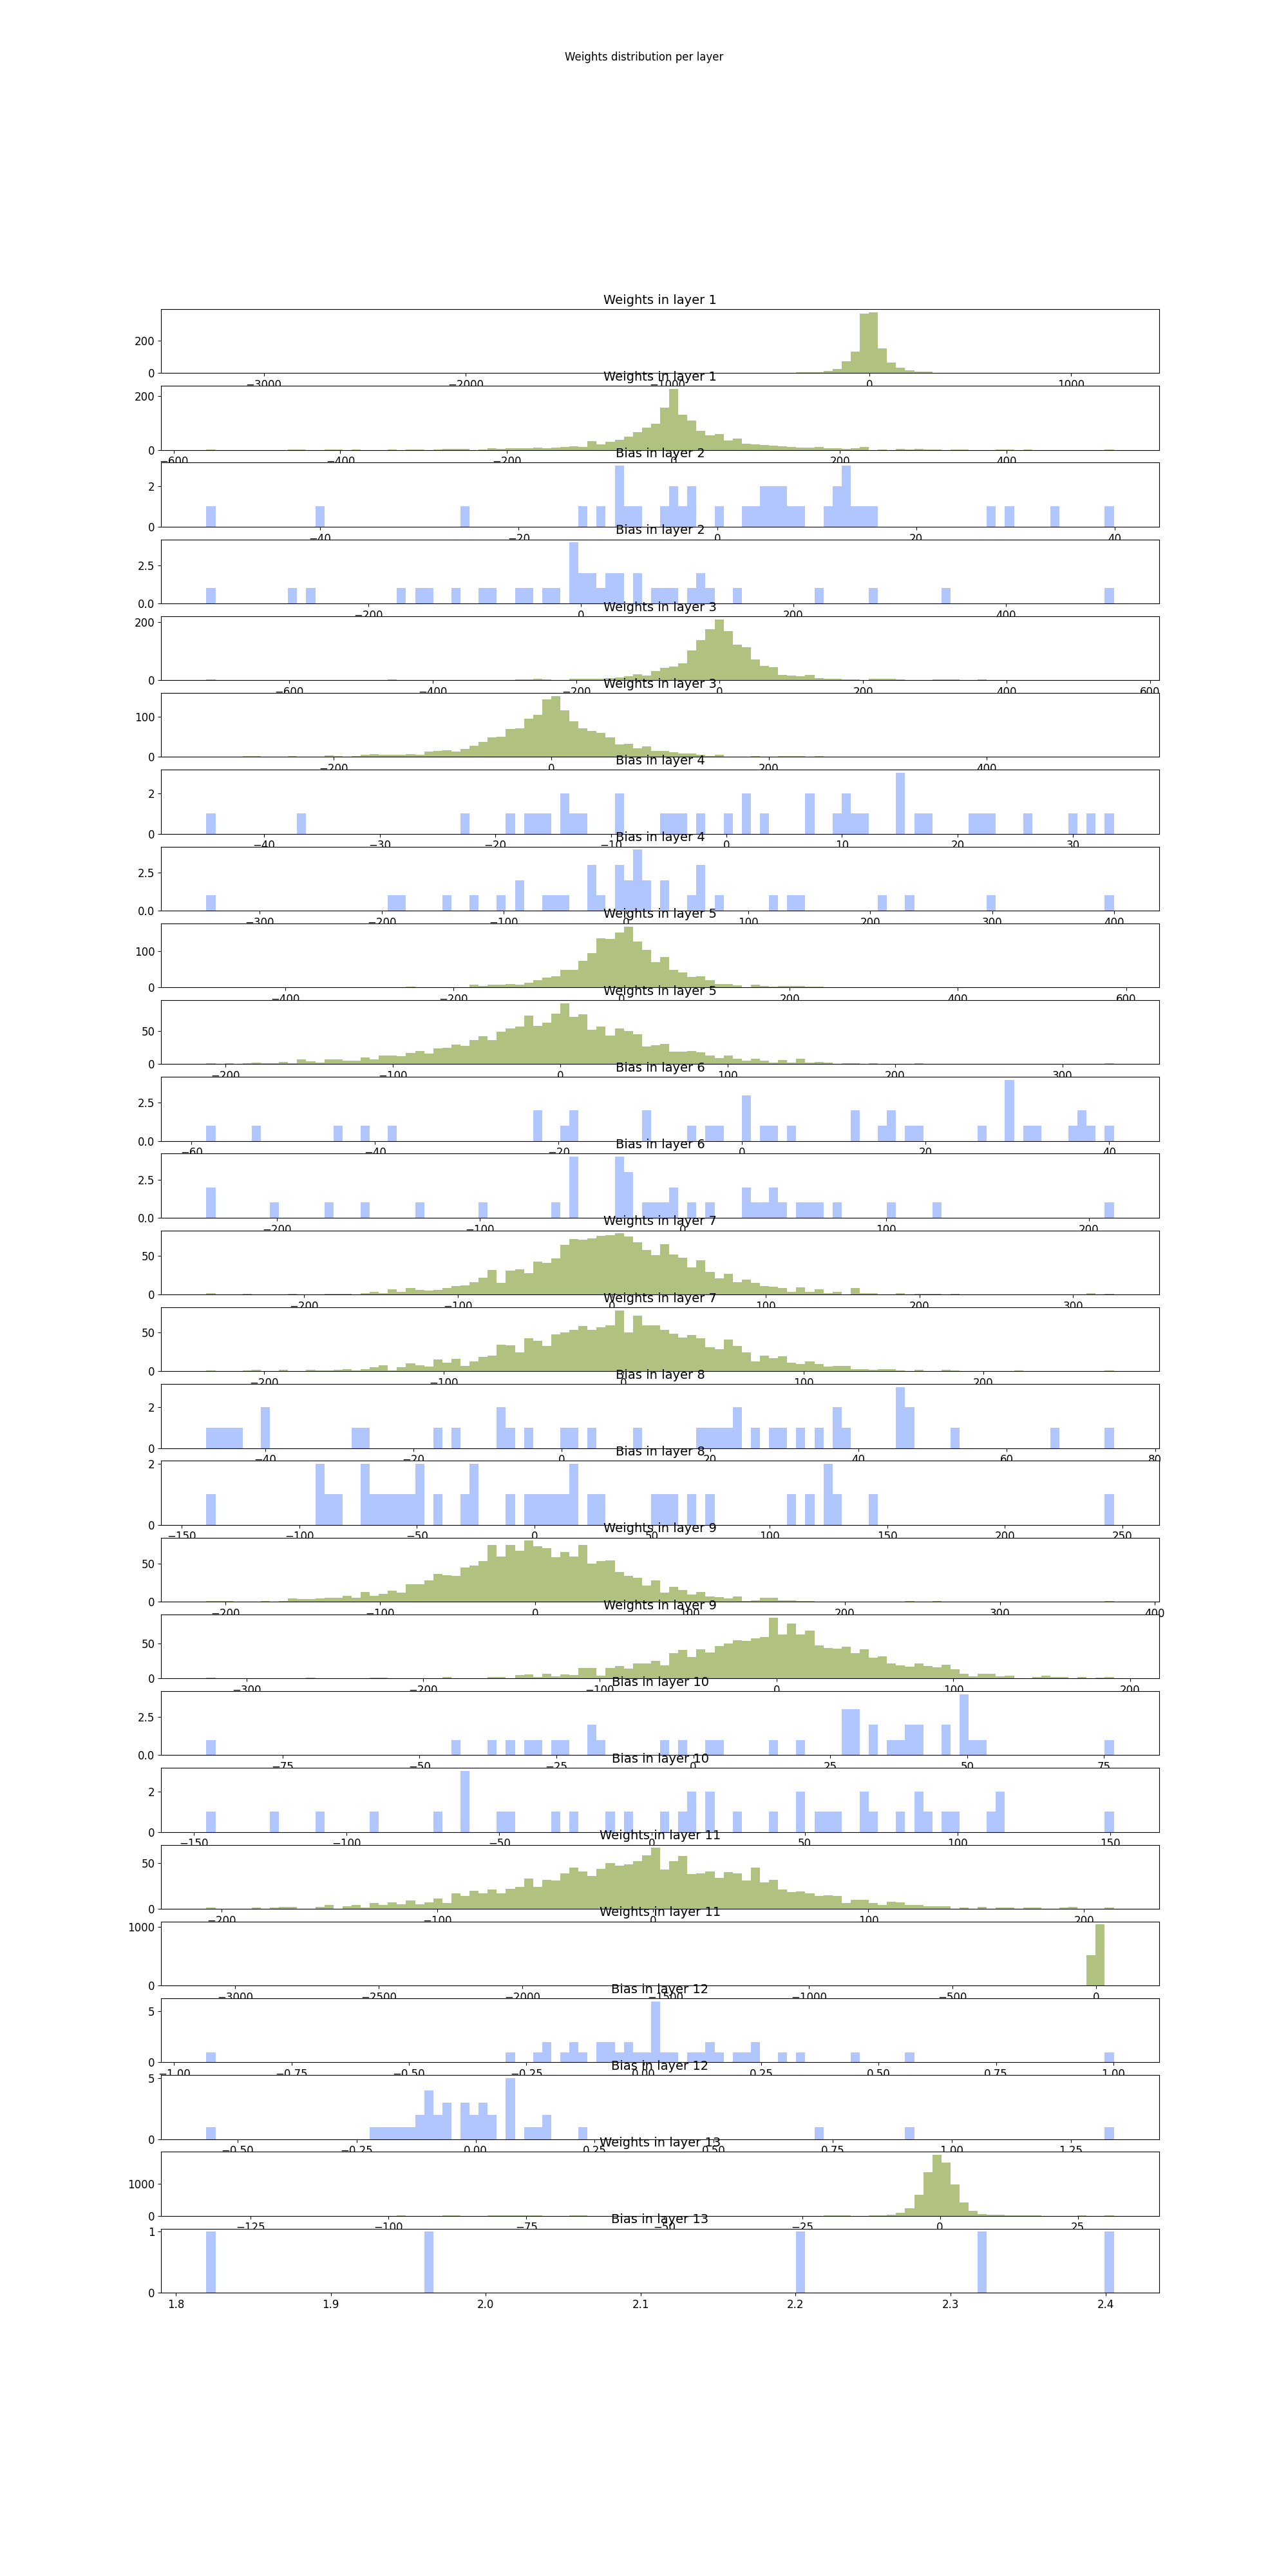 Weights distribution per layer
Weights in layer 1
200
0
−3000 −2000 −1000 0 1000
Weights in layer 1
200
0
−600 −400 −200 0 200 400
Bias in layer 2
2
0
−40 −20 0 20 40
Bias in layer 2
2.5
0.0
−200 0 200 400
Weights in layer 3
200
0
−600 −400 −200 0 200 400 600
Weights in layer 3
100
0
−200 0 200 400
Bias in layer 4
2
0
−40 −30 −20 −10 0 10 20 30
Bias in layer 4
2.5
0.0
−300 −200 −100 0 100 200 300 400
Weights in layer 5
100
0
−400 −200 0 200 400 600
Weights in layer 5
50
0
−200 −100 0 100 200 300
Bias in layer 6
2.5
0.0
−60 −40 −20 0 20 40
Bias in layer 6
2.5
0.0
−200 −100 0 100 200
Weights in layer 7
50
0
−200 −100 0 100 200 300
Weights in layer 7
50
0
−200 −100 0 100 200
Bias in layer 8
2
0
−40 −20 0 20 40 60 80
Bias in layer 8
2
0
−150 −100 −50 0 50 100 150 200 250
Weights in layer 9
50
0
−200 −100 0 100 200 300 400
Weights in layer 9
50
0
−300 −200 −100 0 100 200
Bias in layer 10
2.5
0.0
−75 −50 −25 0 25 50 75
Bias in layer 10
2
0
−150 −100 −50 0 50 100 150
Weights in layer 11
50
0
−200 −100 0 100 200
Weights in layer 11
1000
0
−3000 −2500 −2000 −1500 −1000 −500 0
Bias in layer 12
5
0
−1.00 −0.75 −0.50 −0.25 0.00 0.25 0.50 0.75 1.00
Bias in layer 12
5
0
−0.50 −0.25 0.00 0.25 0.50 0.75 1.00 1.25
Weights in layer 13
1000
0
−125 −100 −75 −50 −25 0 25
Bias in layer 13
1
0
1.8 1.9 2.0 2.1 2.2 2.3 2.4